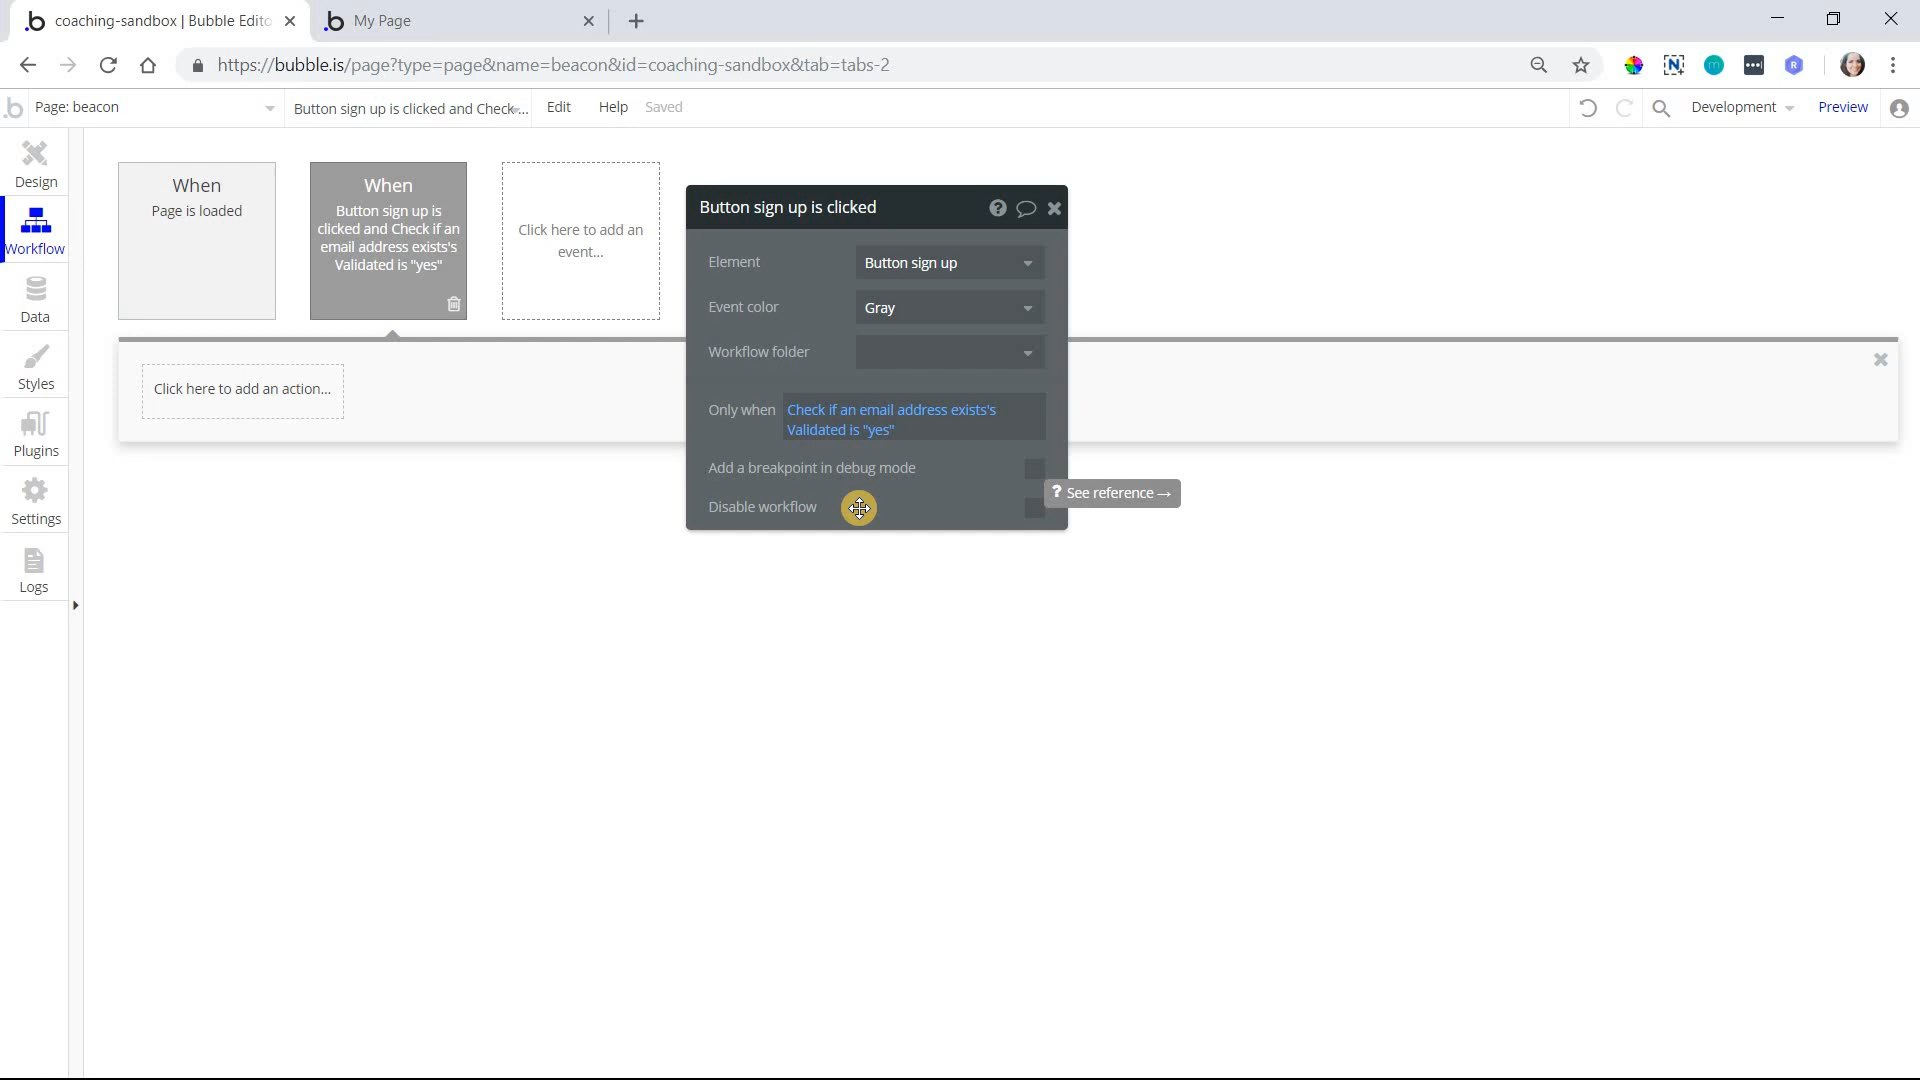 coaching-sandbox | Bubble Edito
My Page
https://bubble.is/page?type=page&name=beacon&id=coaching-sandbox&tab=tabs-2
Page: beacon
Button sign up is clicked and Check...
Edit
Help
Saved
Development
Preview
Design
Workflow
Data
Styles
Plugins
Settings
Logs
When
Page is loaded
When
Button sign up is
clicked and Check if an
email address exists's
Validated is "yes"
Click here to add an
event...
Click here to add an action...
Button sign up is clicked
Element
Button sign up
Event color
Gray
Workflow folder
Only when
Check if an email address exists's
Validated is "yes"
Add a breakpoint in debug mode
Disable workflow
? See reference →